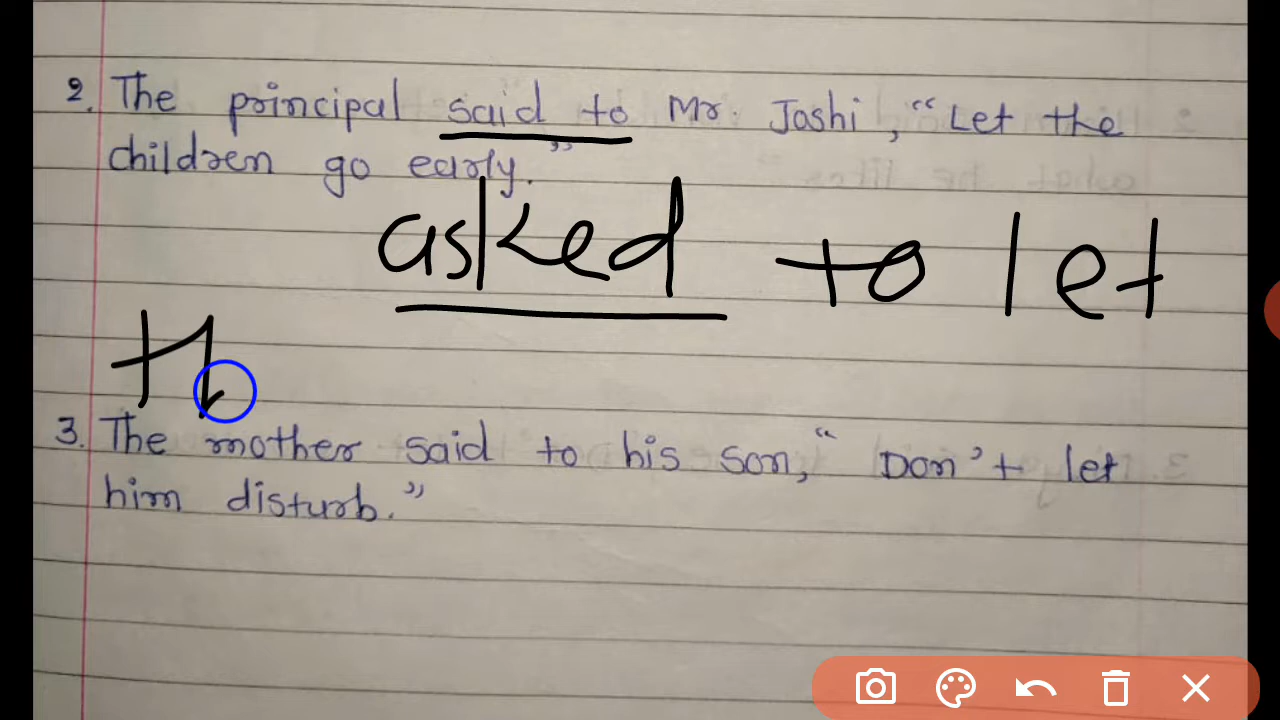 2. The principal said to Mr. Joshi, “Let the
children go early.”
asked to let
th
3. The mother said to his son, “ Don't let
him disturb.”